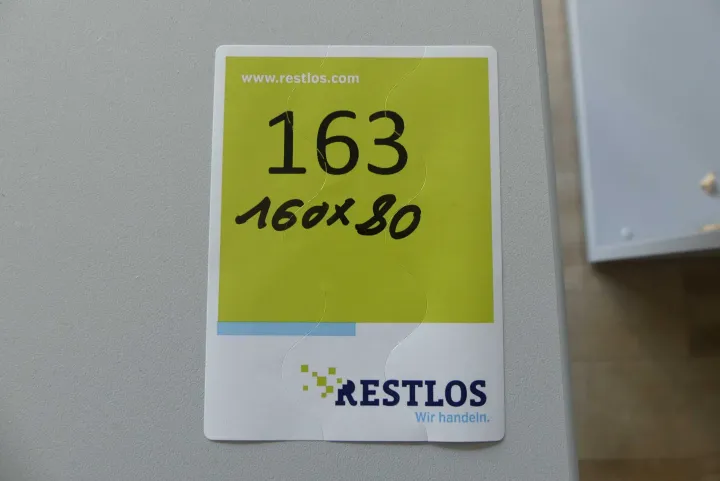 www.restlos.com
163
160x80
RESTLOS
Wir handeln.